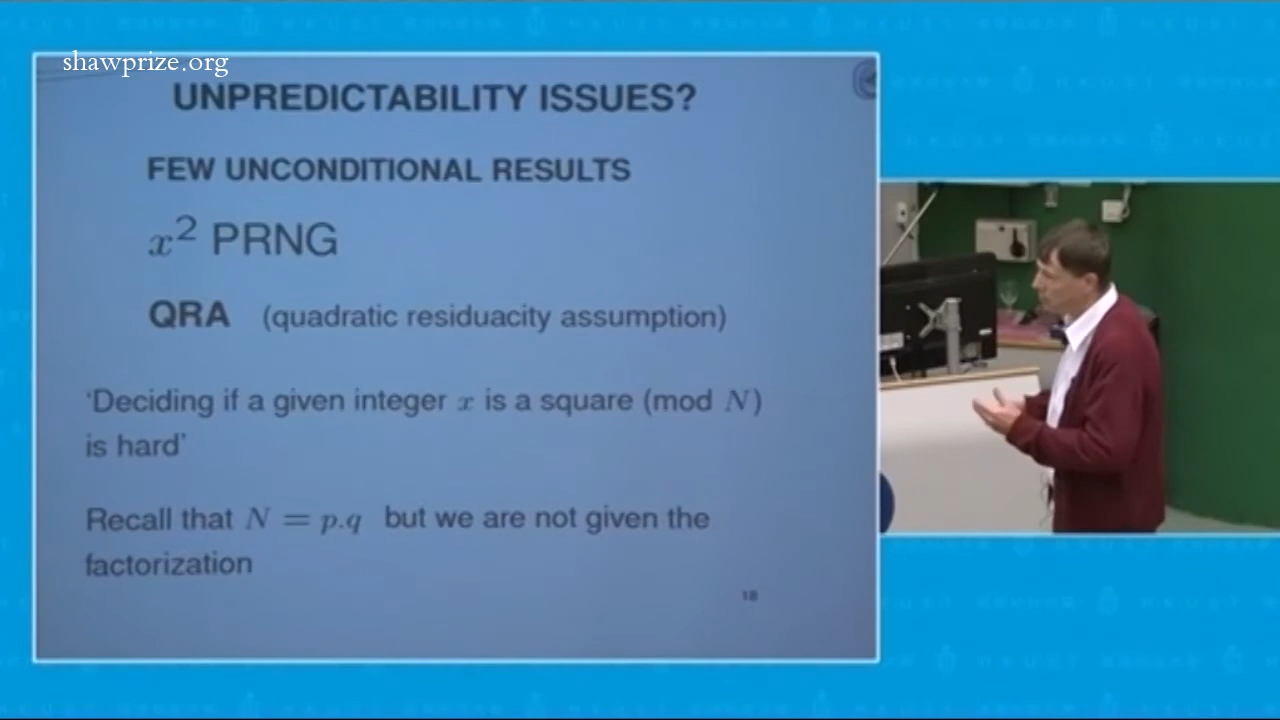 shawprize.org
UNPREDICTABILITY ISSUES?
FEW UNCONDITIONAL RESULTS
x² PRNG
QRA (quadratic residuacity assumption)
'Deciding if a given integer x is a square (mod N)
is hard'
Recall that N = p.q but we are not given the
factorization
18